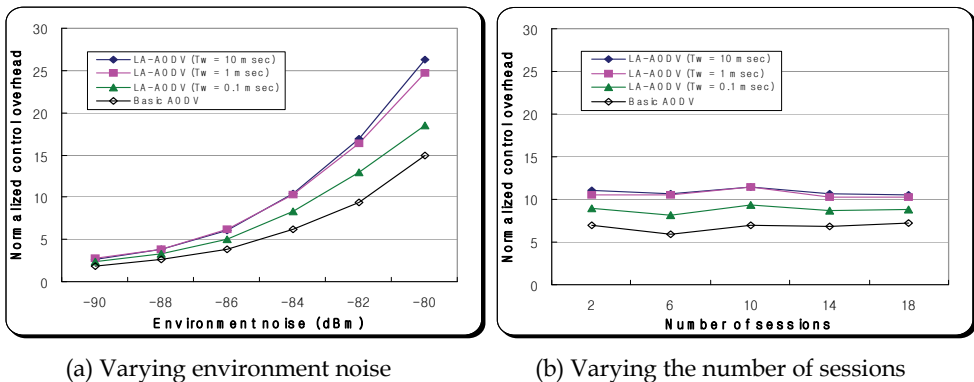 30
25
20
15
10
5
0
Normalized control overhead
LA-AODV (Tw = 10 msec)
LA-AODV (Tw = 1 msec)
LA-AODV (Tw = 0.1 msec)
Basic AODV
-90 -88 -86 -84 -82 -80
Environment noise (dBm)
(a) Varying environment noise
30
25
20
15
10
5
0
Normalized control overhead
LA-AODV (Tw = 10 msec)
LA-AODV (Tw = 1 msec)
LA-AODV (Tw = 0.1 msec)
Basic AODV
2 6 10 14 18
Number of sessions
(b) Varying the number of sessions